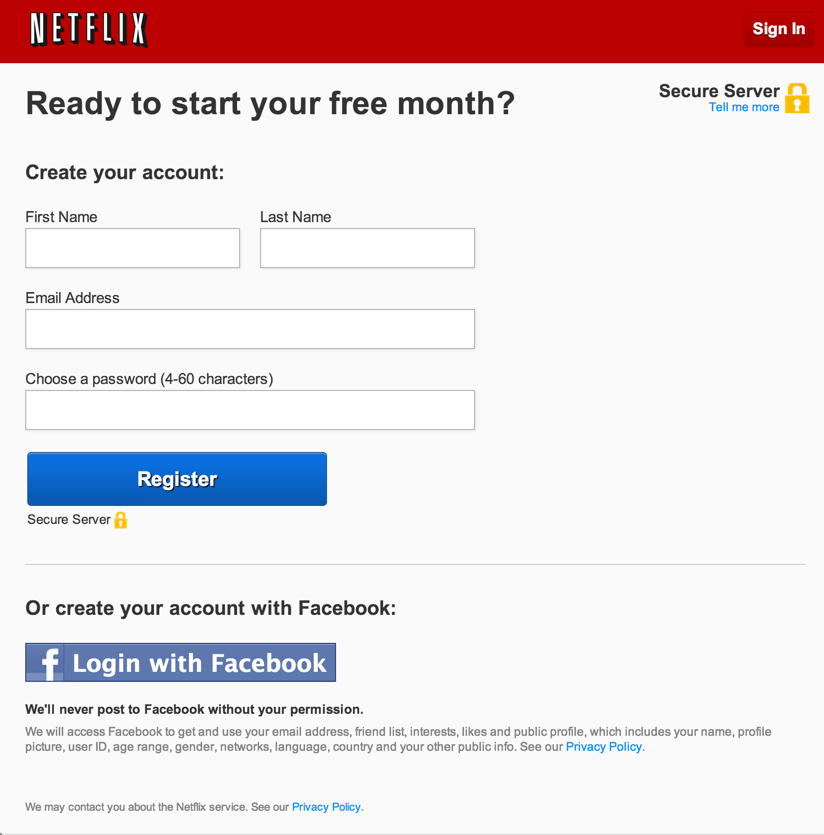 NETFLIX
Sign In
Ready to start your free month?
Secure Server
Tell me more
Create your account:
First Name
Last Name
Email Address
Choose a password (4-60 characters)
Register
Secure Server
Or create your account with Facebook:
f Login with Facebook
We'll never post to Facebook without your permission.
We will access Facebook to get and use your email address, friend list, interests, likes and public profile, which includes your name, profile
picture, user ID, age range, gender, networks, language, country and your other public info. See our Privacy Policy.
We may contact you about the Netflix service. See our Privacy Policy.